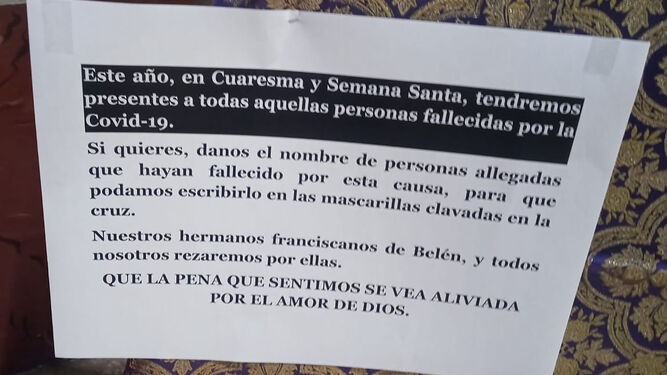 Este año, en Cuaresma y Semana Santa, tendremos
presentes a todas aquellas personas fallecidas por la
Covid-19.
Si quieres, danos el nombre de personas allegadas
que hayan fallecido por esta causa, para que
podamos escribirlo en las mascarillas clavadas en la
cruz.
Nuestros hermanos franciscanos de Belén, y todos
nosotros rezaremos por ellas.
QUE LA PENA QUE SENTIMOS SE VEA ALIVIADA
POR EL AMOR DE DIOS.